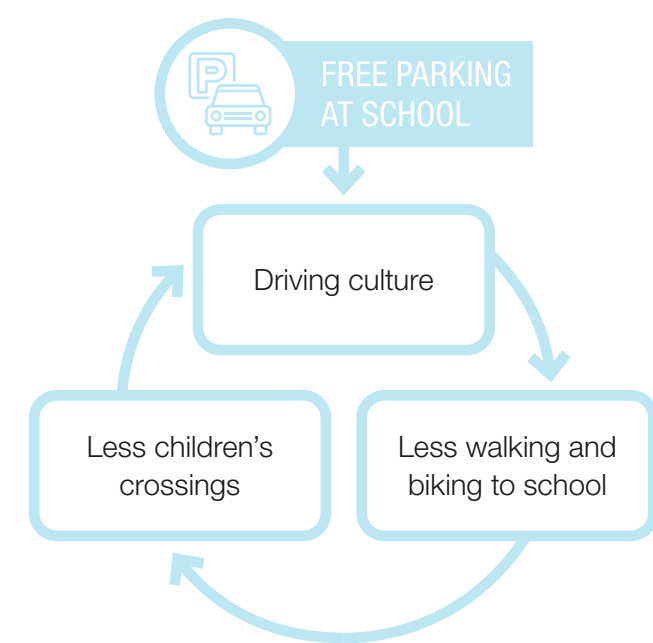 P
FREE PARKING
AT SCHOOL
Driving culture
Less children’s
crossings
Less walking and
biking to school